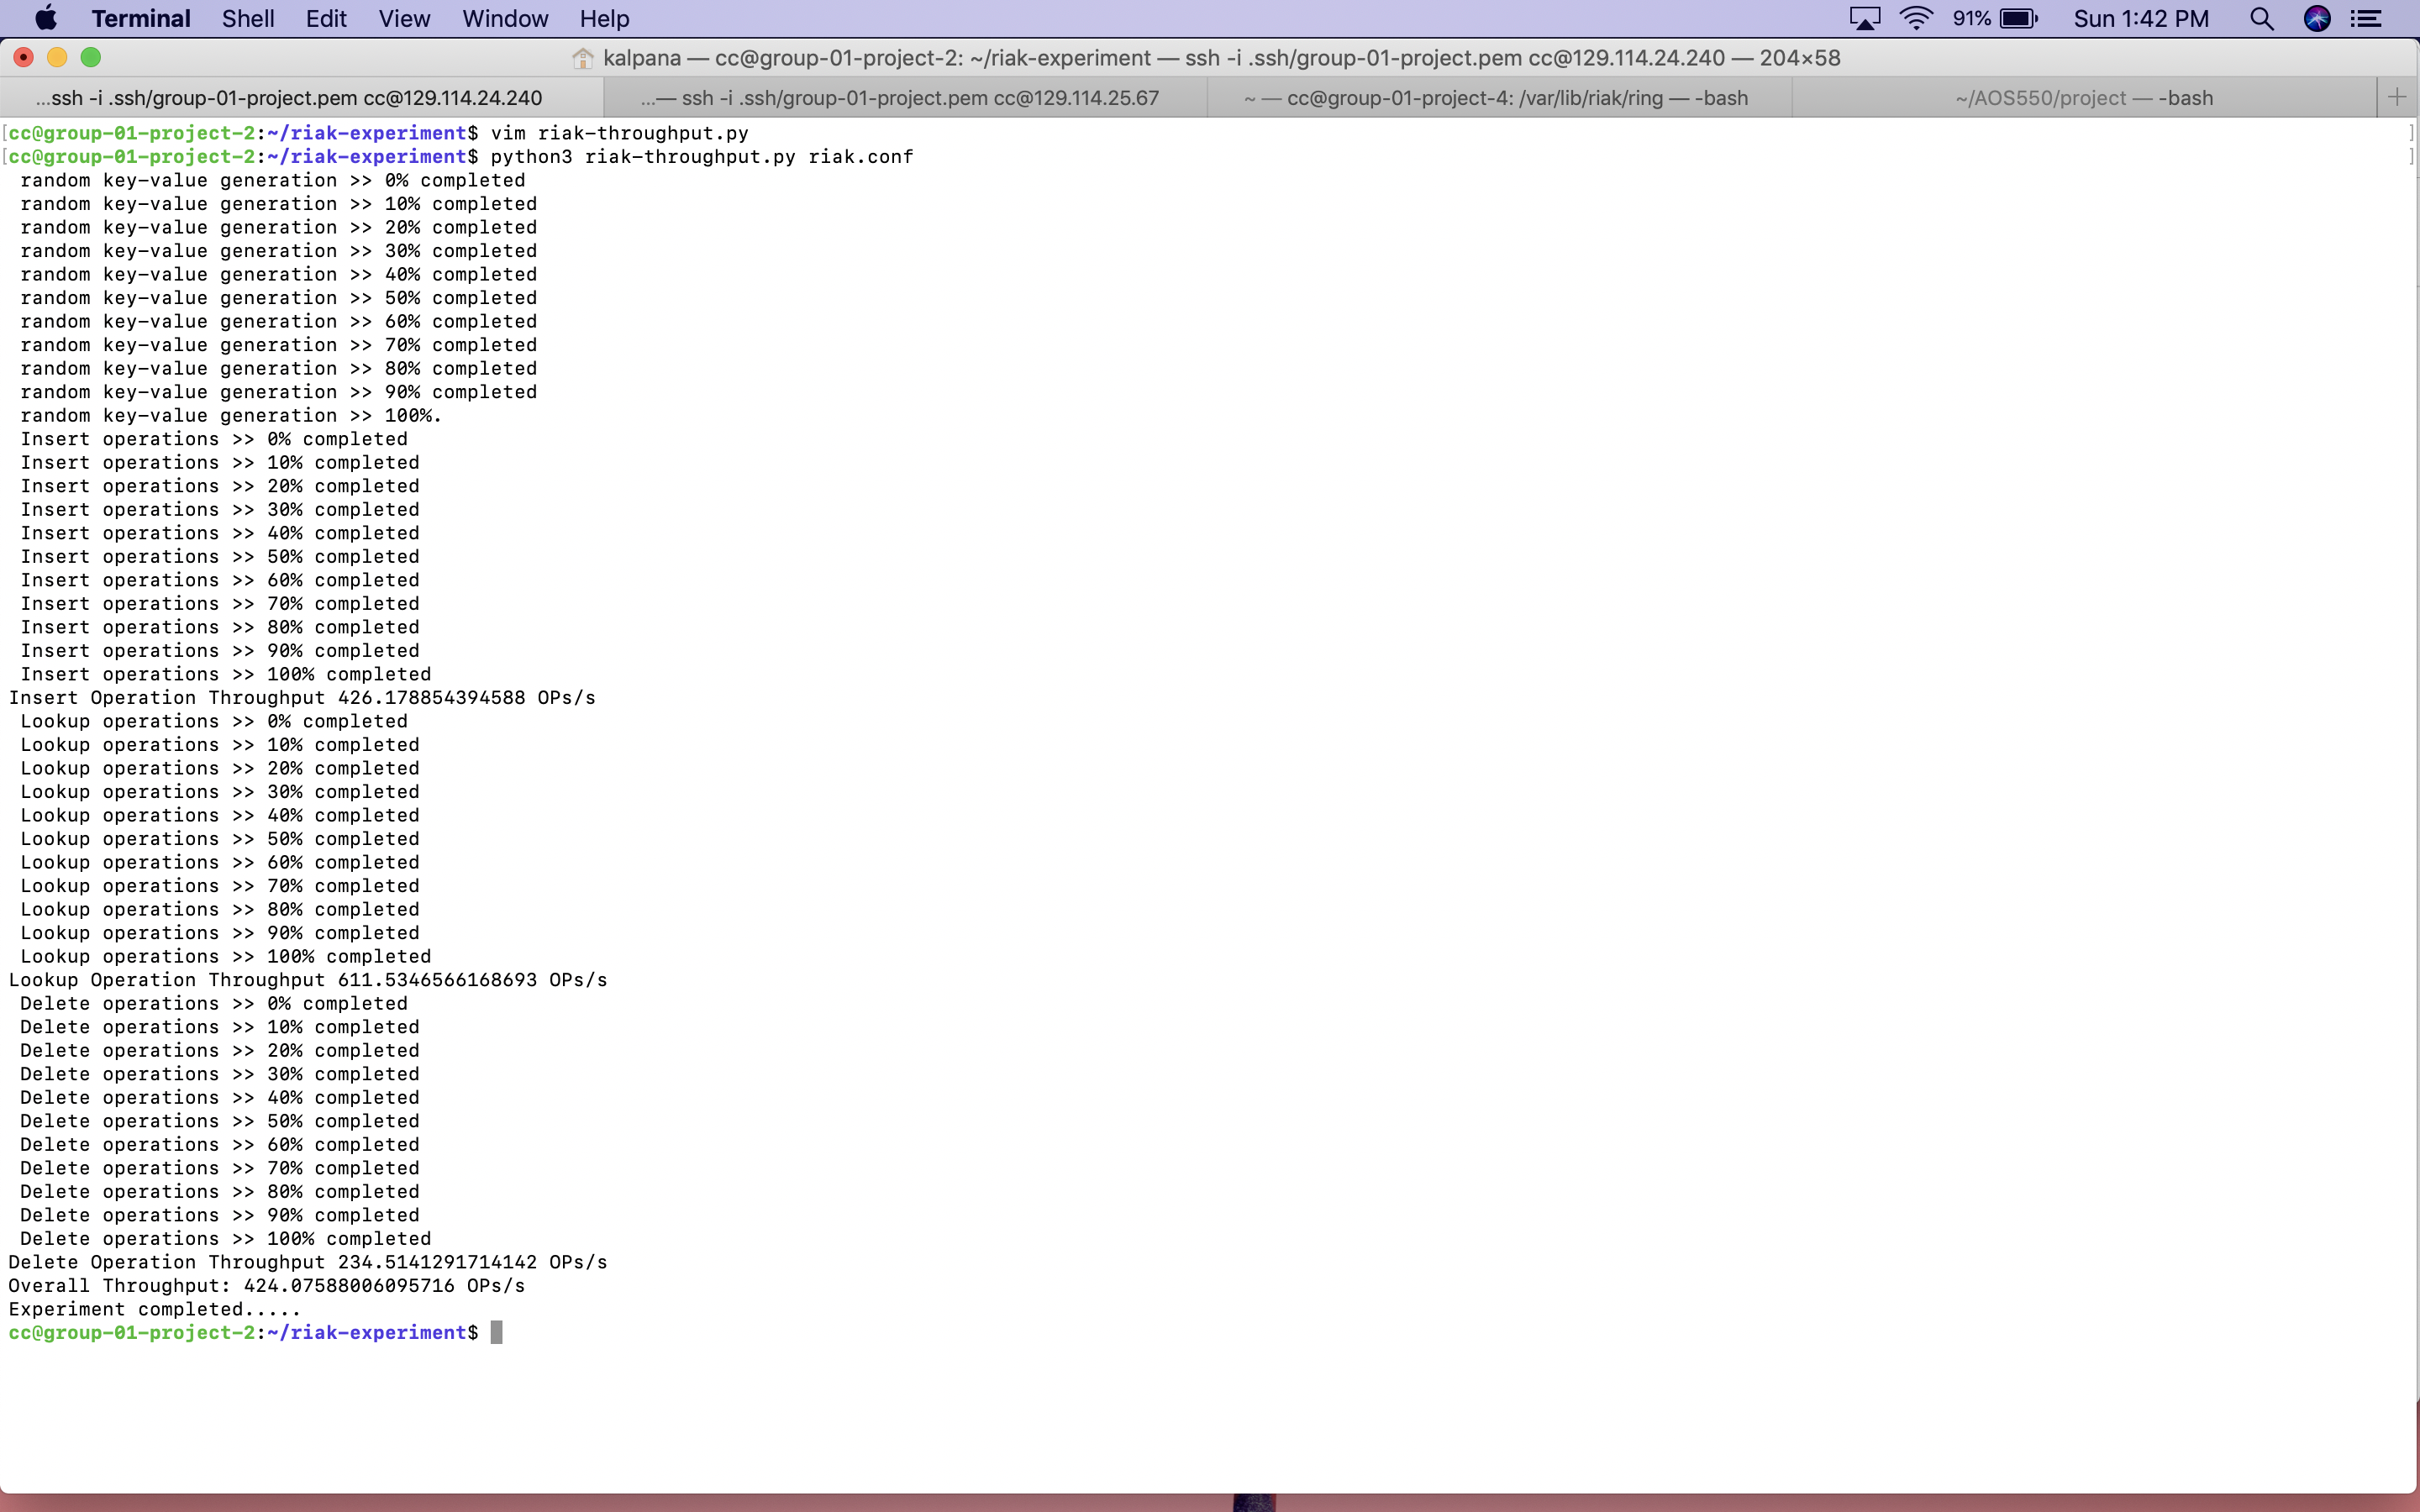 Terminal Shell Edit View Window Help 91% Sun 1:42 PM
kalpana — cc@group-01-project-2: ~/riak-experiment — ssh -i .ssh/group-01-project.pem cc@129.114.24.240 — 204×58
...ssh -i .ssh/group-01-project.pem cc@129.114.24.240 ...— ssh -i .ssh/group-01-project.pem cc@129.114.25.67 ~ — cc@group-01-project-4: /var/lib/riak/ring — -bash ~/AOS550/project — -bash +
[cc@group-01-project-2:~/riak-experiment$ vim riak-throughput.py ]
[cc@group-01-project-2:~/riak-experiment$ python3 riak-throughput.py riak.conf ]
random key-value generation >> 0% completed
random key-value generation >> 10% completed
random key-value generation >> 20% completed
random key-value generation >> 30% completed
random key-value generation >> 40% completed
random key-value generation >> 50% completed
random key-value generation >> 60% completed
random key-value generation >> 70% completed
random key-value generation >> 80% completed
random key-value generation >> 90% completed
random key-value generation >> 100%.
Insert operations >> 0% completed
Insert operations >> 10% completed
Insert operations >> 20% completed
Insert operations >> 30% completed
Insert operations >> 40% completed
Insert operations >> 50% completed
Insert operations >> 60% completed
Insert operations >> 70% completed
Insert operations >> 80% completed
Insert operations >> 90% completed
Insert operations >> 100% completed
Insert Operation Throughput 426.178854394588 OPs/s
Lookup operations >> 0% completed
Lookup operations >> 10% completed
Lookup operations >> 20% completed
Lookup operations >> 30% completed
Lookup operations >> 40% completed
Lookup operations >> 50% completed
Lookup operations >> 60% completed
Lookup operations >> 70% completed
Lookup operations >> 80% completed
Lookup operations >> 90% completed
Lookup operations >> 100% completed
Lookup Operation Throughput 611.5346566168693 OPs/s
Delete operations >> 0% completed
Delete operations >> 10% completed
Delete operations >> 20% completed
Delete operations >> 30% completed
Delete operations >> 40% completed
Delete operations >> 50% completed
Delete operations >> 60% completed
Delete operations >> 70% completed
Delete operations >> 80% completed
Delete operations >> 90% completed
Delete operations >> 100% completed
Delete Operation Throughput 234.5141291714142 OPs/s
Overall Throughput: 424.07588006095716 OPs/s
Experiment completed.....
cc@group-01-project-2:~/riak-experiment$